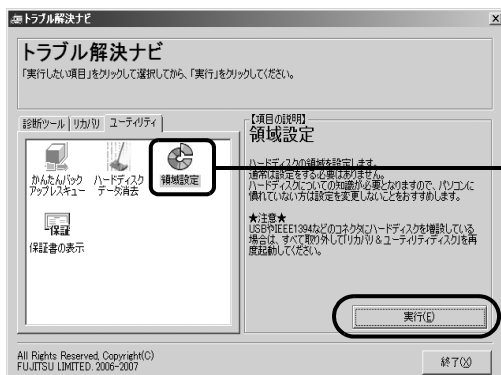 トラブル解決ナビ
トラブル解決ナビ
「実行したい項目」をクリックして選択してから、「実行」をクリックしてください。
診断ツール
リカバリ
ユーティリティ
かんたんバック
アップレスキュー
ハードディスク
データ消去
領域設定
保証
保証書の表示
【項目の説明】
領域設定
ハードディスクの領域を設定します。
通常は設定をする必要はありません。
ハードディスクについての知識が必要となりますので、パソコンに
慣れていない方は設定を変更しないことをおすすめします。
★注意★
USBやIEEE1394などのコネクタにハードディスクを増設している
場合は、すべて取り外して「リカバリ&ユーティリティディスク」を再
度起動してください。
実行(E)
All Rights Reserved, Copyright(C)
FUJITSU LIMITED. 2006-2007
終了(X)